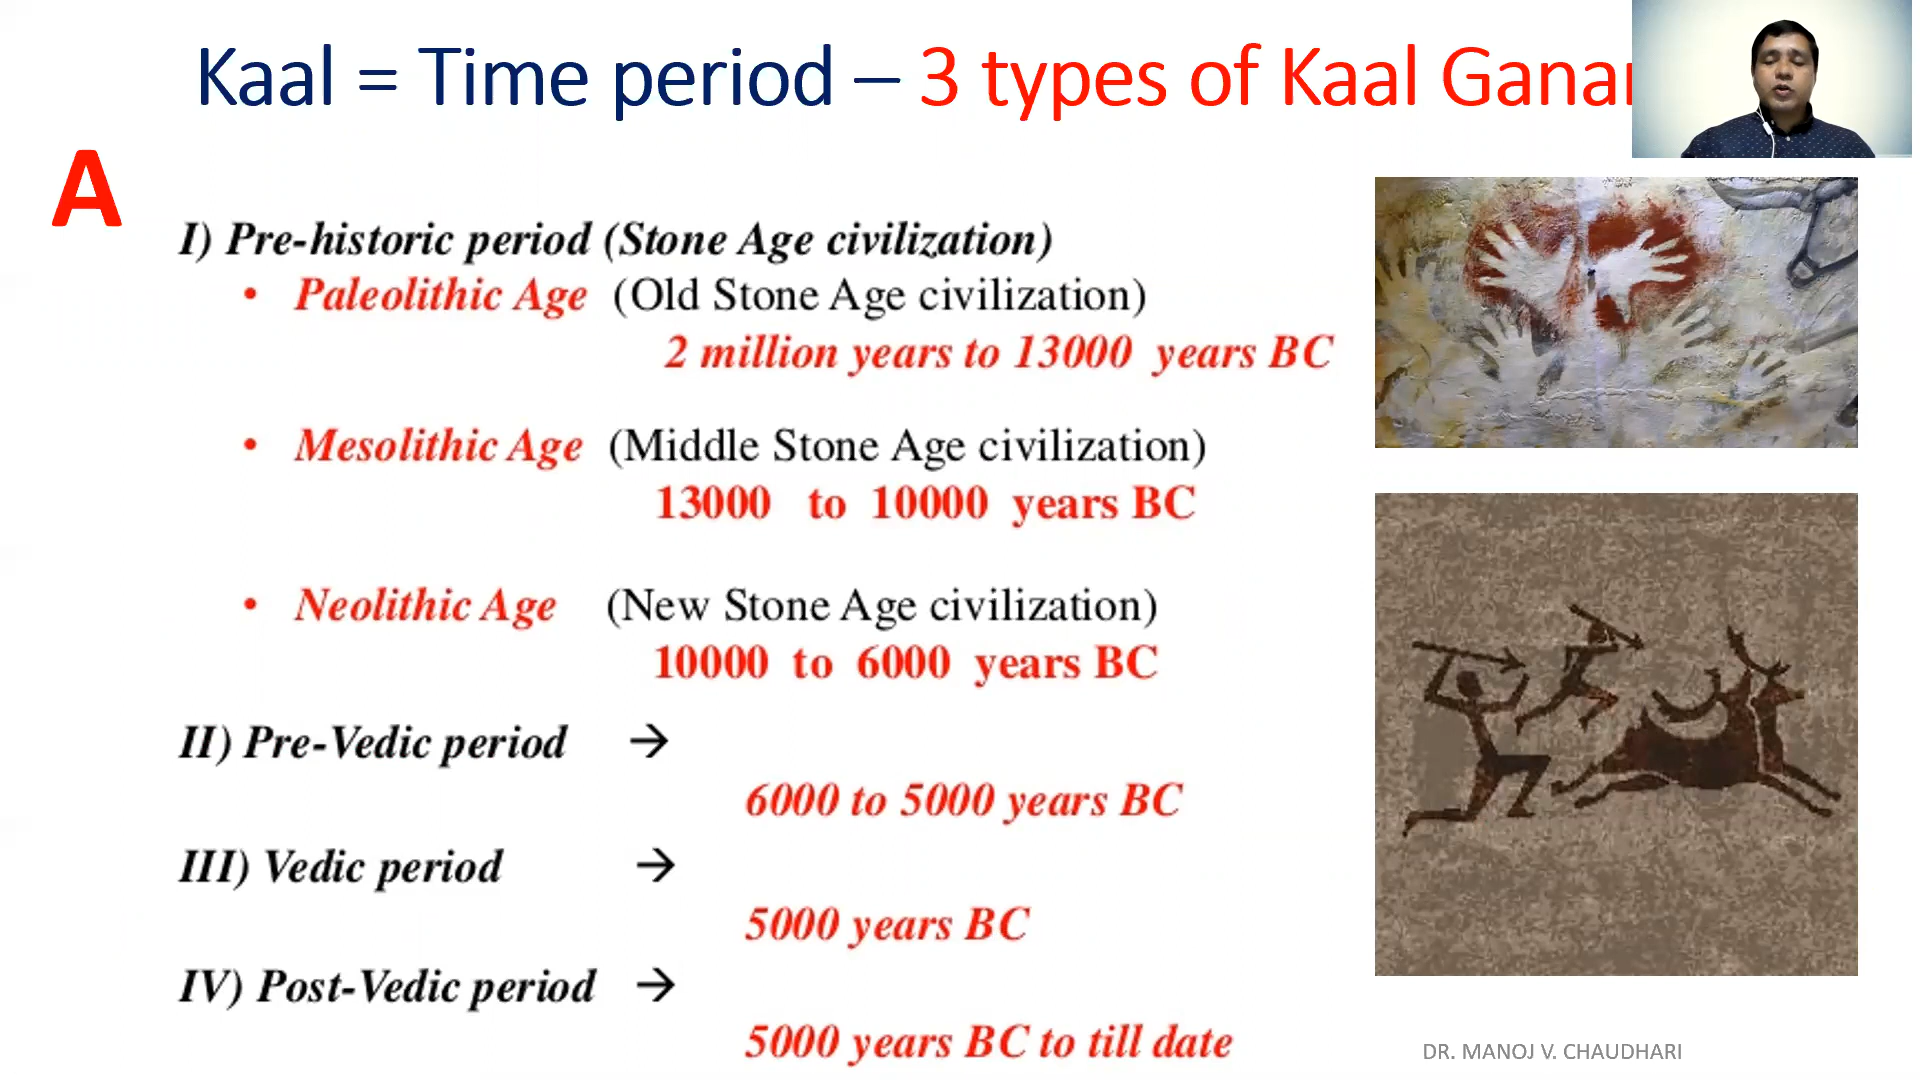 Kaal = Time period – 3 types of Kaal
A
I) Pre-historic period (Stone Age civilization)
• Paleolithic Age (Old Stone Age civilization)
2 million years to 13000 years BC
• Mesolithic Age (Middle Stone Age civilization)
13000 to 10000 years BC
• Neolithic Age (New Stone Age civilization)
10000 to 6000 years BC
II) Pre-Vedic period →
6000 to 5000 years BC
III) Vedic period →
5000 years BC
IV) Post-Vedic period →
5000 years BC to till date
DR. MANOJ V. CHAUDHARI